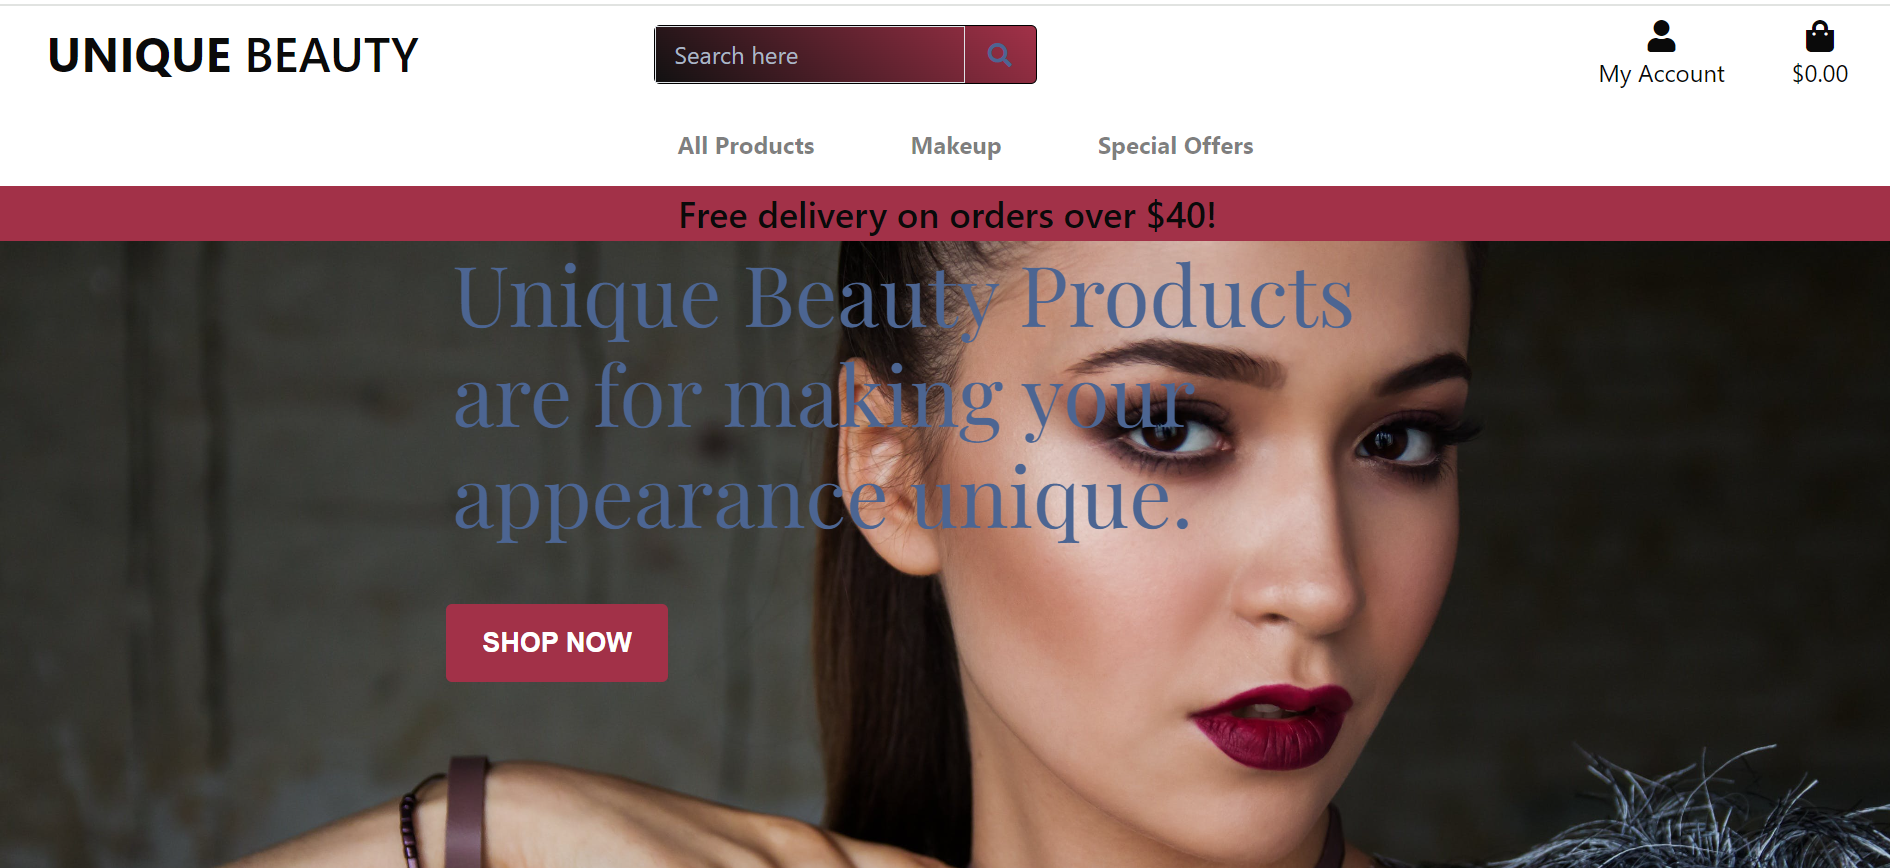 UNIQUE BEAUTY
Search here
My Account
$0.00
All Products
Makeup
Special Offers
Free delivery on orders over $40!
Unique Beauty Products
are for making your
appearance unique.
SHOP NOW